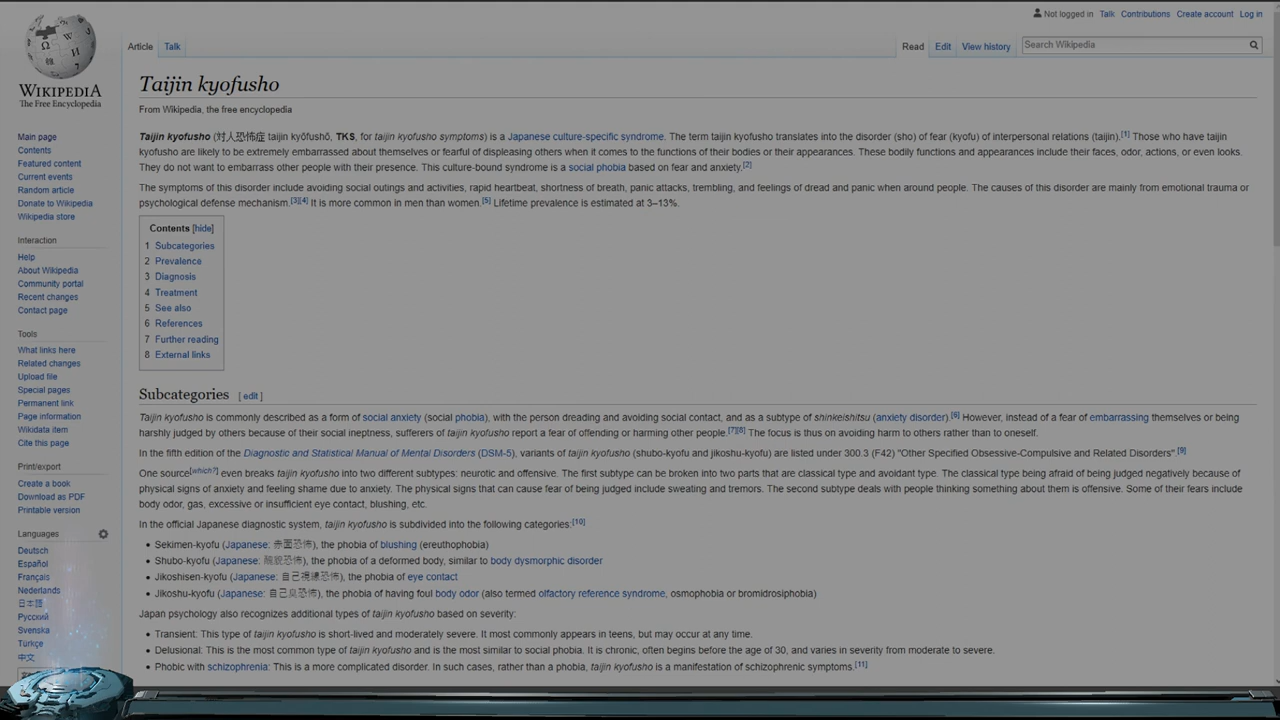 Not logged in Talk Contributions Create account Log in
Article Talk Read Edit View history Search Wikipedia
WIKIPEDIA
The Free Encyclopedia
Taijin kyofusho
From Wikipedia, the free encyclopedia
Taijin kyofusho (対人恐怖症 taijin kyōfushō, TKS, for taijin kyofusho symptoms) is a Japanese culture-specific syndrome. The term taijin kyofusho translates into the disorder (sho) of fear (kyofu) of interpersonal relations (taijin).[1] Those who have taijin
kyofusho are likely to be extremely embarrassed about themselves or fearful of displeasing others when it comes to the functions of their bodies or their appearances. These bodily functions and appearances include their faces, odor, actions, or even looks.
They do not want to embarrass other people with their presence. This culture-bound syndrome is a social phobia based on fear and anxiety.[2]
The symptoms of this disorder include avoiding social outings and activities, rapid heartbeat, shortness of breath, panic attacks, trembling, and feelings of dread and panic when around people. The causes of this disorder are mainly from emotional trauma or
psychological defense mechanism.[3][4] It is more common in men than women.[5] Lifetime prevalence is estimated at 3–13%.
Contents [hide]
1 Subcategories
2 Prevalence
3 Diagnosis
4 Treatment
5 See also
6 References
7 Further reading
8 External links
Subcategories [ edit ]
Taijin kyofusho is commonly described as a form of social anxiety (social phobia), with the person dreading and avoiding social contact, and as a subtype of shinkeishitsu (anxiety disorder).[6] However, instead of a fear of embarrassing themselves or being
harshly judged by others because of their social ineptness, sufferers of taijin kyofusho report a fear of offending or harming other people.[7][8] The focus is thus on avoiding harm to others rather than to oneself.
In the fifth edition of the Diagnostic and Statistical Manual of Mental Disorders (DSM-5), variants of taijin kyofusho (shubo-kyofu and jikoshu-kyofu) are listed under 300.3 (F42) "Other Specified Obsessive-Compulsive and Related Disorders" [9]
One source[which?] even breaks taijin kyofusho into two different subtypes: neurotic and offensive. The first subtype can be broken into two parts that are classical type and avoidant type. The classical type being afraid of being judged negatively because of
physical signs of anxiety and feeling shame due to anxiety. The physical signs that can cause fear of being judged include sweating and tremors. The second subtype deals with people thinking something about them is offensive. Some of their fears include
body odor, gas, excessive or insufficient eye contact, blushing, etc.
In the official Japanese diagnostic system, taijin kyofusho is subdivided into the following categories:[10]
• Sekimen-kyofu (Japanese: 赤面恐怖), the phobia of blushing (ereuthophobia)
• Shubo-kyofu (Japanese: 醜貌恐怖), the phobia of a deformed body, similar to body dysmorphic disorder
• Jikoshisen-kyofu (Japanese: 自己視線恐怖), the phobia of eye contact
• Jikoshu-kyofu (Japanese: 自己臭恐怖), the phobia of having foul body odor (also termed olfactory reference syndrome, osmophobia or bromidrosiphobia)
Japan psychology also recognizes additional types of taijin kyofusho based on severity:
• Transient: This type of taijin kyofusho is short-lived and moderately severe. It most commonly appears in teens, but may occur at any time.
• Delusional: This is the most common type of taijin kyofusho and is the most similar to social phobia. It is chronic, often begins before the age of 30, and varies in severity from moderate to severe.
• Phobic with schizophrenia: This is a more complicated disorder. In such cases, rather than a phobia, taijin kyofusho is a manifestation of schizophrenic symptoms.[11]
Main page
Contents
Featured content
Current events
Random article
Donate to Wikipedia
Wikipedia store
Interaction
Help
About Wikipedia
Community portal
Recent changes
Contact page
Tools
What links here
Related changes
Upload file
Special pages
Permanent link
Page information
Wikidata item
Cite this page
Print/export
Create a book
Download as PDF
Printable version
Languages
Deutsch
Español
Français
Nederlands
日本語
Русский
Svenska
Türkçe
中文